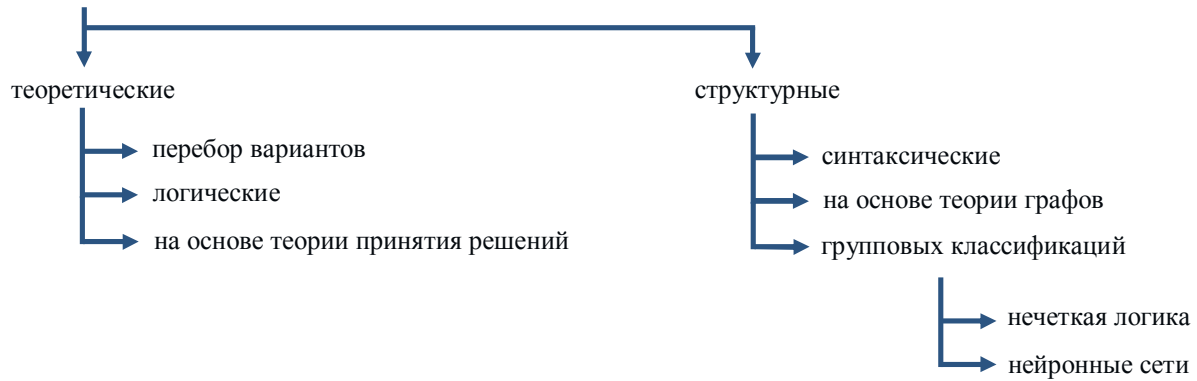 теоретические
перебор вариантов
логические
на основе теории принятия решений
структурные
синтаксические
на основе теории графов
групповых классификаций
нечеткая логика
нейронные сети